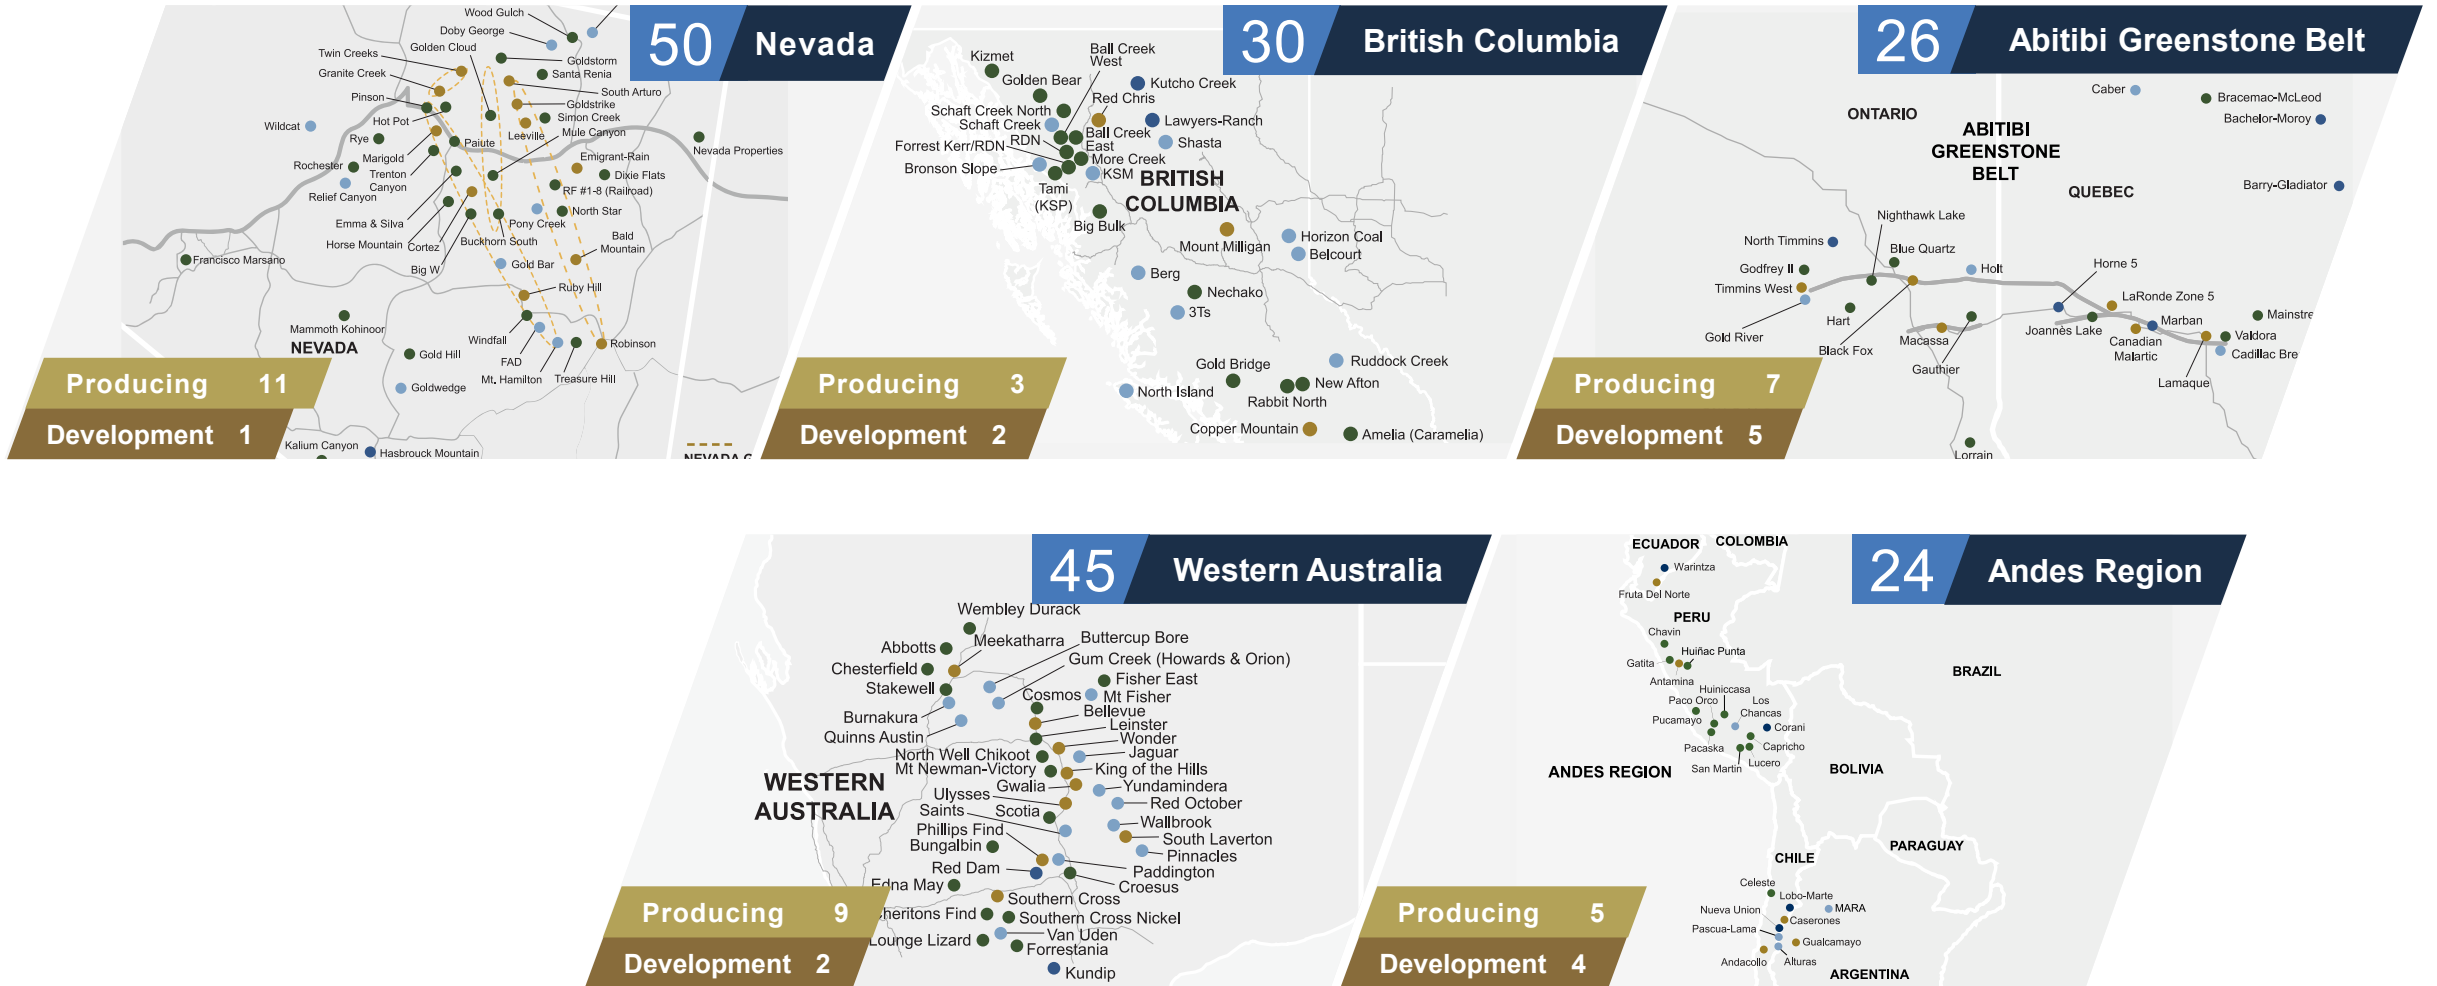 50 Nevada
Wood Gulch
Doby George
Golden Cloud
Twin Creeks
Granite Creek
Goldstorm
Santa Renia
Pinson
South Arturo
Goldstrike
Hot Pot
Simon Creek
Wildcat
Leeville
Mule Canyon
Rye
Paiute
Nevada Properties
Marigold
Emigrant-Rain
Rochester
Trenton
Canyon
Dixie Flats
Relief Canyon
RF #1-8 (Railroad)
North Star
Emma & Silva
Pony Creek
Horse Mountain
Cortez
Buckhorn South
Bald
Mountain
Francisco Marsano
Big W
Gold Bar
Ruby Hill
Mammoth Kohinoor
NEVADA
Windfall
Robinson
Gold Hill
FAD
Mt. Hamilton
Treasure Hill
Goldwedge
Producing 11
Development 1
Kalium Canyon
Hasbrouck Mountain
30 British Columbia
Kizmet
Ball Creek
West
Golden Bear
Kutcho Creek
Red Chris
Schaft Creek North
Schaft Creek
Lawyers-Ranch
RDN
Ball Creek
East
Shasta
Forrest Kerr/RDN
More Creek
Bronson Slope
KSM
Tami
(KSP)
BRITISH
COLUMBIA
Big Bulk
Mount Milligan
Horizon Coal
Belcourt
Berg
Nechako
3Ts
Gold Bridge
Ruddock Creek
New Afton
North Island
Rabbit North
Copper Mountain
Amelia (Caramelia)
Producing 3
Development 2
26 Abitibi Greenstone Belt
Caber
Bracemac-McLeod
ONTARIO
Bachelor-Moroy
ABITIBI
GREENSTONE
BELT
QUEBEC
Barry-Gladiator
Nighthawk Lake
North Timmins
Blue Quartz
Godfrey II
Holt
Horne 5
Timmins West
LaRonde Zone 5
Gold River
Hart
Marban
Mainstre
Joannès Lake
Valdora
Black Fox
Macassa
Canadian
Malartic
Cadillac Bre
Gauthier
Lamaque
Lorrain
Producing 7
Development 5
45 Western Australia
Wembley Durack
Abbotts
Meekatharra
Buttercup Bore
Chesterfield
Gum Creek (Howards & Orion)
Stakewell
Fisher East
Cosmos
Mt Fisher
Burnakura
Bellevue
Quinns Austin
Leinster
Wonder
North Well Chikoot
Jaguar
Mt Newman-Victory
King of the Hills
WESTERN
AUSTRALIA
Gwalia
Yundamindera
Ulysses
Red October
Saints
Scotia
Wallbrook
Phillips Find
South Laverton
Bungalbin
Pinnacles
Red Dam
Paddington
Edna May
Croesus
Southern Cross
heritons Find
Southern Cross Nickel
Van Uden
Lounge Lizard
Forrestania
Kundip
Producing 9
Development 2
24 Andes Region
ECUADOR
COLOMBIA
Warintza
Fruta Del Norte
PERU
Chavin
Huiñac Punta
Gatita
Antamina
BRAZIL
Huiniccasa
Paco Orco
Los
Chancas
Pucamayo
Corani
Pacaska
Capricho
San Martin
Lucero
ANDES REGION
BOLIVIA
PARAGUAY
CHILE
Celeste
Lobo-Marte
Nueva Union
MARA
Caserones
Pascua-Lama
Gualcamayo
Andacollo
Alturas
ARGENTINA
Producing 5
Development 4